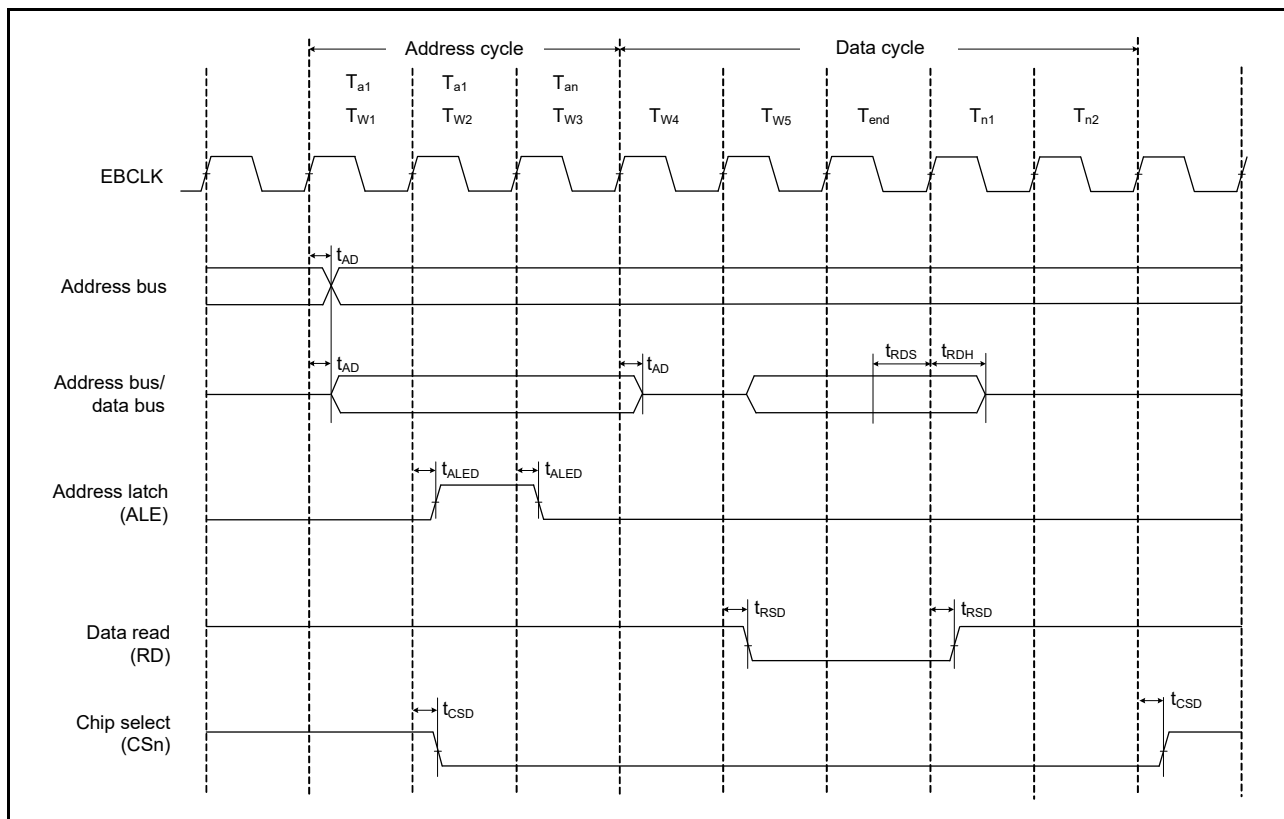 Address cycle Data cycle
Ta1 Ta1 Tan
TW1 TW2 TW3 TW4 TW5 Tend Tn1 Tn2
EBCLK
tAD
Address bus
tAD tAD tRDS tRDH
Address bus/
data bus
tALED tALED
Address latch
(ALE)
tRSD tRSD
Data read
(RD)
tCSD tCSD
Chip select
(CSn)